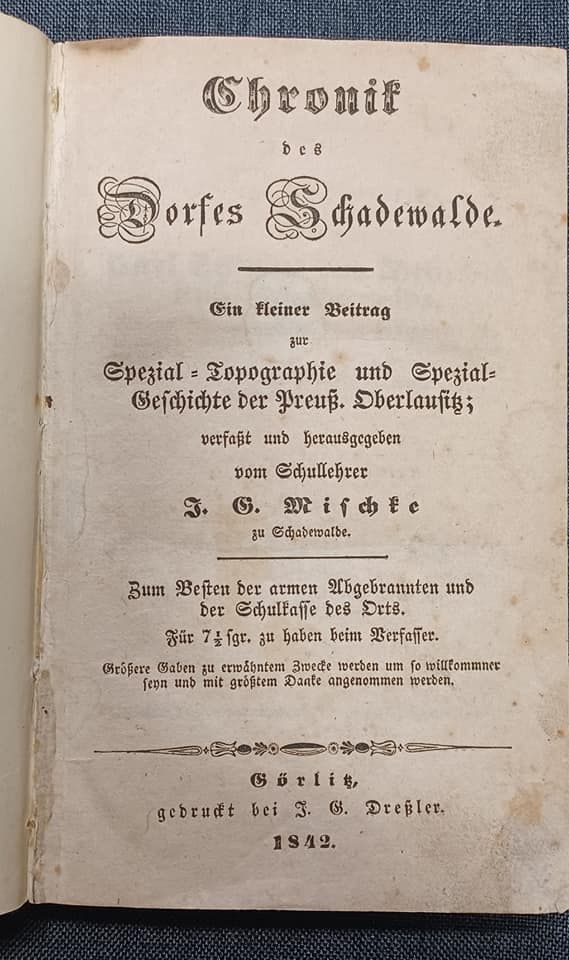 Chronik
des
Dorfes Schadewalde.
Ein kleiner Beitrag
zur
Spezial-Topographie und Spezial-
Geschichte der Preuß. Oberlausitz;
verfaßt und herausgegeben
vom Schullehrer
J. G. Mischke
zu Schadewalde.
Zum Besten der armen Abgebrannten und
der Schulkasse des Orts.
Für 7½ sgr. zu haben beim Verfasser.
Größere Gaben zu erwähntem Zwecke werden um so willkommner
seyn und mit größtem Danke angenommen werden.
Görlitz,
gedruckt bei J. G. Dreßler.
1842.